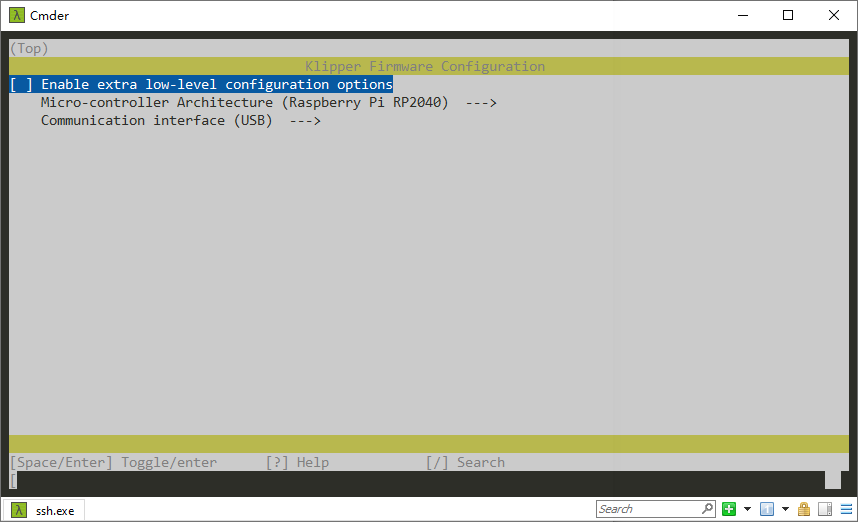 λ Cmder
(Top)
Klipper Firmware Configuration
[ ] Enable extra low-level configuration options
Micro-controller Architecture (Raspberry Pi RP2040) --->
Communication interface (USB) --->
[Space/Enter] Toggle/enter [?] Help [/] Search
[
λ ssh.exe
Search
1